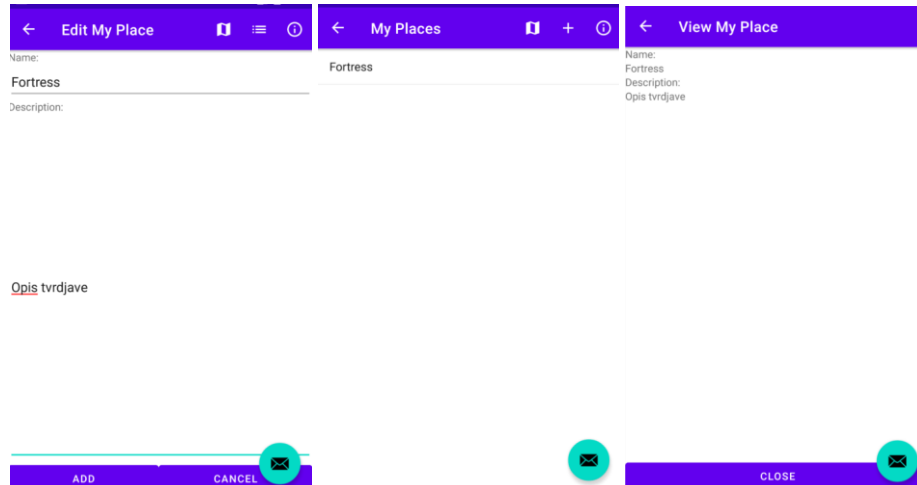 Edit My Place
Name:
Fortress
Description:
Opis tvrdjave
ADD
CANCEL
My Places
Fortress
View My Place
Name:
Fortress
Description:
Opis tvrdjave
CLOSE